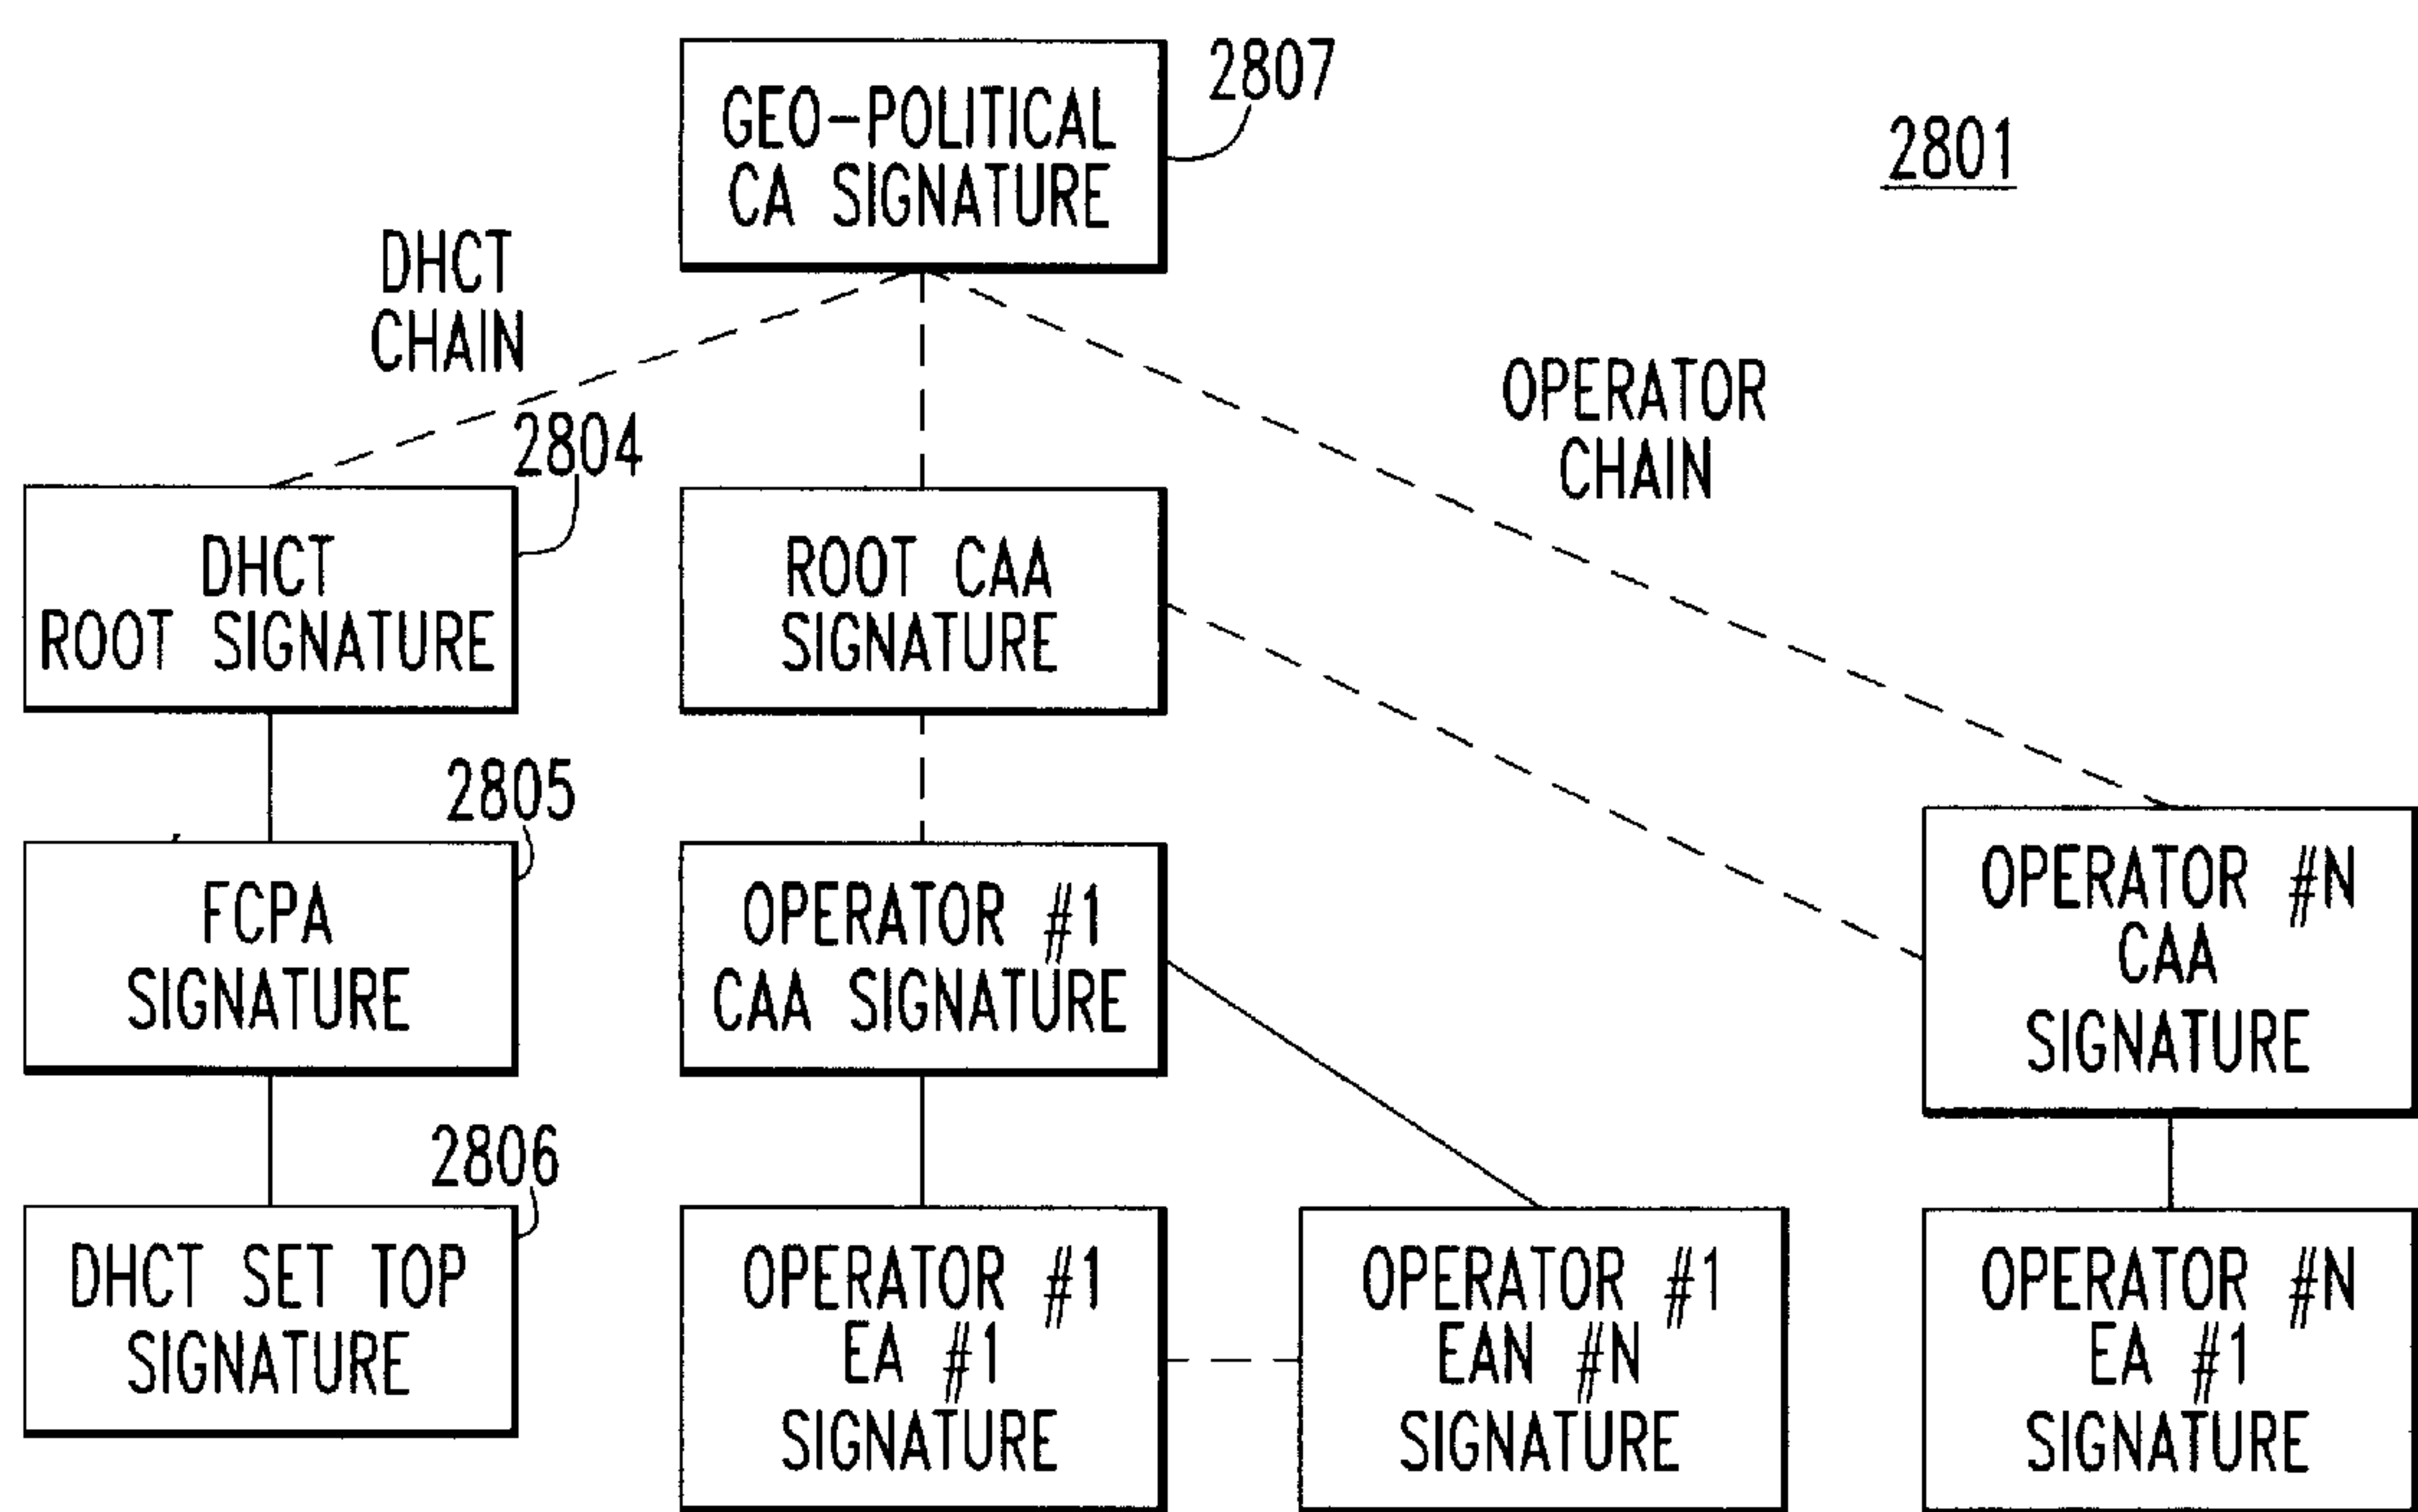 GEO-POLITICAL
CA SIGNATURE
2807
2801
DHCT
CHAIN
OPERATOR
CHAIN
2804
DHCT
ROOT SIGNATURE
ROOT CAA
SIGNATURE
2805
FCPA
SIGNATURE
OPERATOR #1
CAA SIGNATURE
OPERATOR #N
CAA
SIGNATURE
2806
DHCT SET TOP
SIGNATURE
OPERATOR #1
EA #1
SIGNATURE
OPERATOR #1
EAN #N
SIGNATURE
OPERATOR #N
EA #1
SIGNATURE